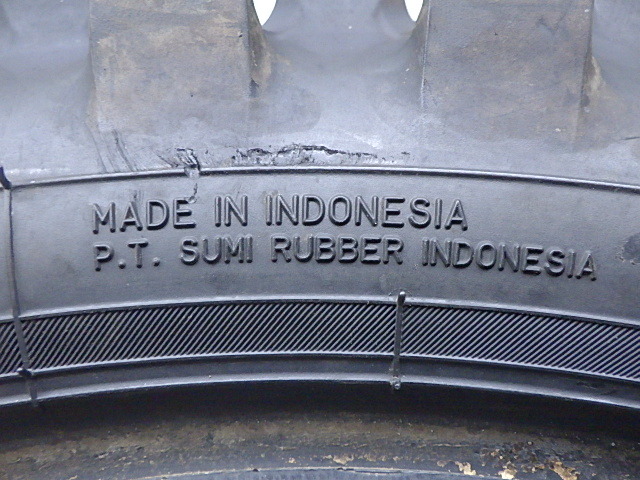 MADE IN INDONESIA
P.T. SUMI RUBBER INDONESIA